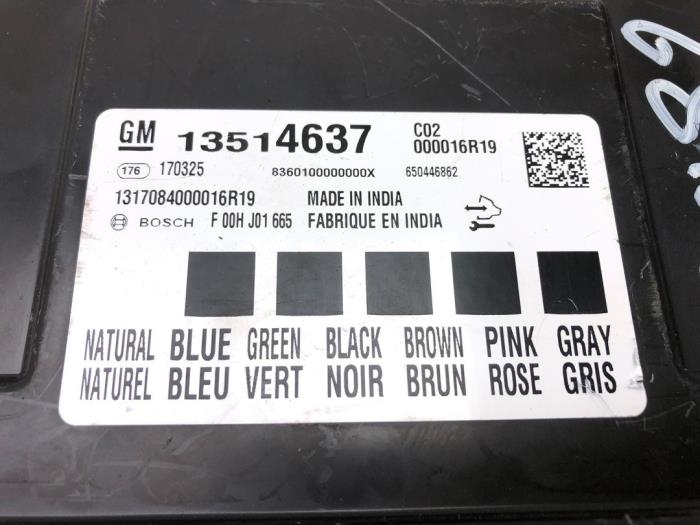 GM 13514637 C02
000016R19
176 170325 8360100000000X 650446862
1317084000016R19 MADE IN INDIA
BOSCH F 00H J01 665 FABRIQUE EN INDIA
NATURAL BLUE GREEN BLACK BROWN PINK GRAY
NATUREL BLEU VERT NOIR BRUN ROSE GRIS